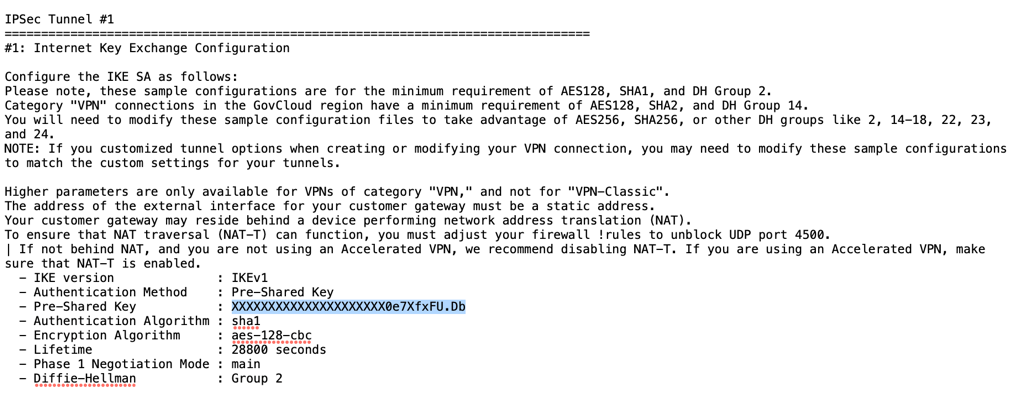 IPSec Tunnel #1
================================================================================
#1: Internet Key Exchange Configuration
Configure the IKE SA as follows:
Please note, these sample configurations are for the minimum requirement of AES128, SHA1, and DH Group 2.
Category "VPN" connections in the GovCloud region have a minimum requirement of AES128, SHA2, and DH Group 14.
You will need to modify these sample configuration files to take advantage of AES256, SHA256, or other DH groups like 2, 14-18, 22, 23,
and 24.
NOTE: If you customized tunnel options when creating or modifying your VPN connection, you may need to modify these sample configurations
to match the custom settings for your tunnels.
Higher parameters are only available for VPNs of category "VPN," and not for "VPN-Classic".
The address of the external interface for your customer gateway must be a static address.
Your customer gateway may reside behind a device performing network address translation (NAT).
To ensure that NAT traversal (NAT-T) can function, you must adjust your firewall !rules to unblock UDP port 4500.
| If not behind NAT, and you are not using an Accelerated VPN, we recommend disabling NAT-T. If you are using an Accelerated VPN, make
sure that NAT-T is enabled.
- IKE version : IKEv1
- Authentication Method : Pre-Shared Key
- Pre-Shared Key : XXXXXXXXXXXXXXXXXXXXX0e7XfxFU.Db
- Authentication Algorithm : sha1
- Encryption Algorithm : aes-128-cbc
- Lifetime : 28800 seconds
- Phase 1 Negotiation Mode : main
- Diffie-Hellman : Group 2